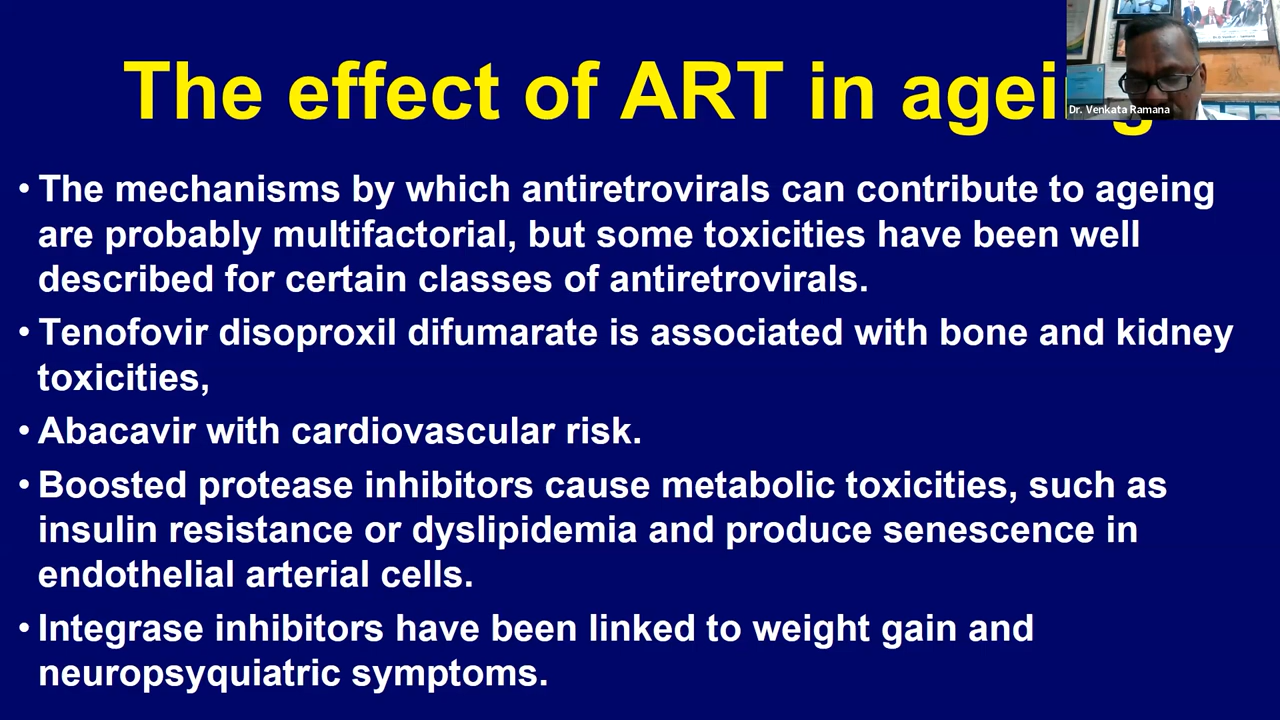 The effect of ART in ageing
• The mechanisms by which antiretrovirals can contribute to ageing
are probably multifactorial, but some toxicities have been well
described for certain classes of antiretrovirals.
• Tenofovir disoproxil difumarate is associated with bone and kidney
toxicities,
• Abacavir with cardiovascular risk.
• Boosted protease inhibitors cause metabolic toxicities, such as
insulin resistance or dyslipidemia and produce senescence in
endothelial arterial cells.
• Integrase inhibitors have been linked to weight gain and
neuropsyquiatric symptoms.
Dr. Venkata Ramana